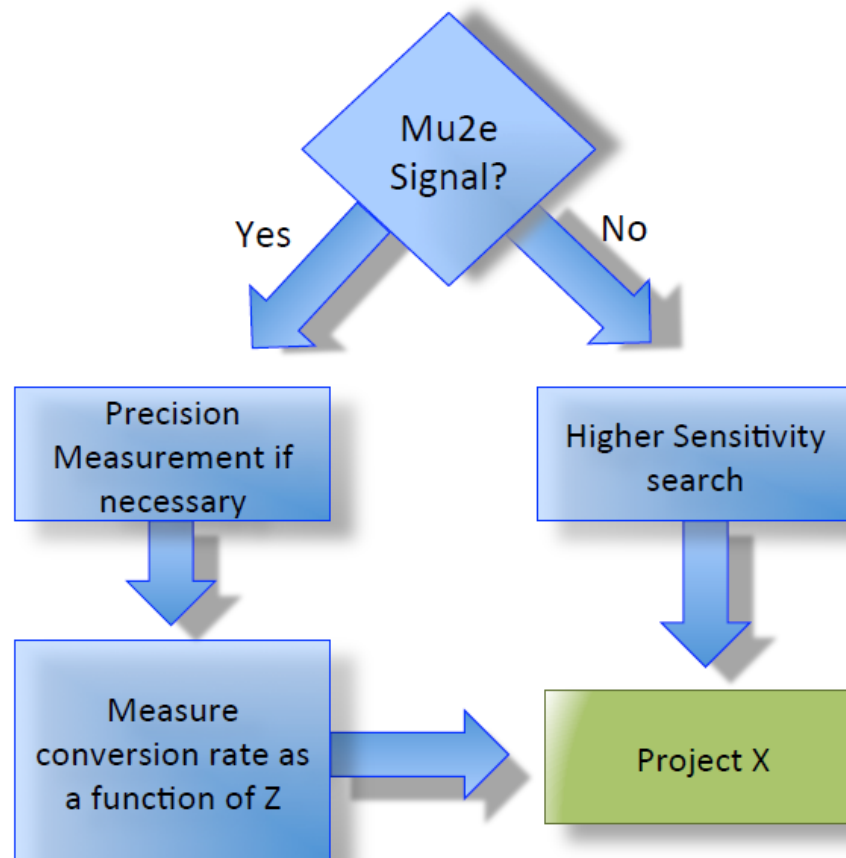 Mu2e
Signal?
Yes
No
Precision
Measurement if
necessary
Higher Sensitivity
search
Measure
conversion rate as
a function of Z
Project X